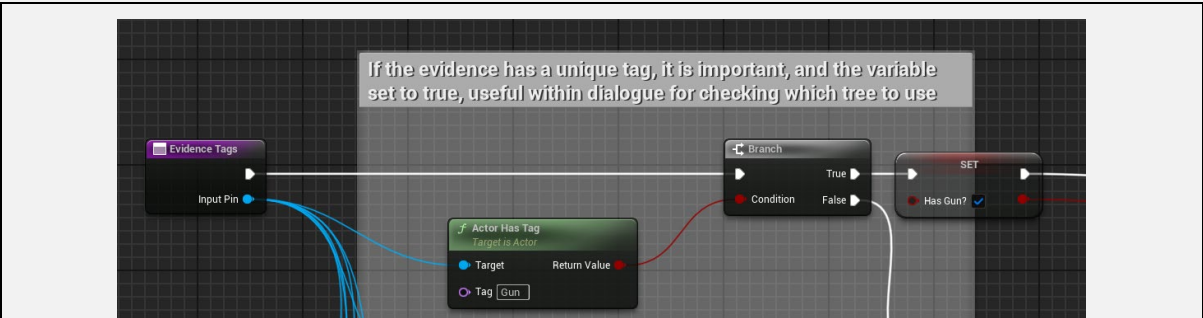 If the evidence has a unique tag, it is important, and the variable
set to true, useful within dialogue for checking which tree to use
Evidence Tags
Input Pin
f Actor Has Tag
Target is Actor
Target Return Value
Tag Gun
Branch
True
Condition False
SET
Has Gun?